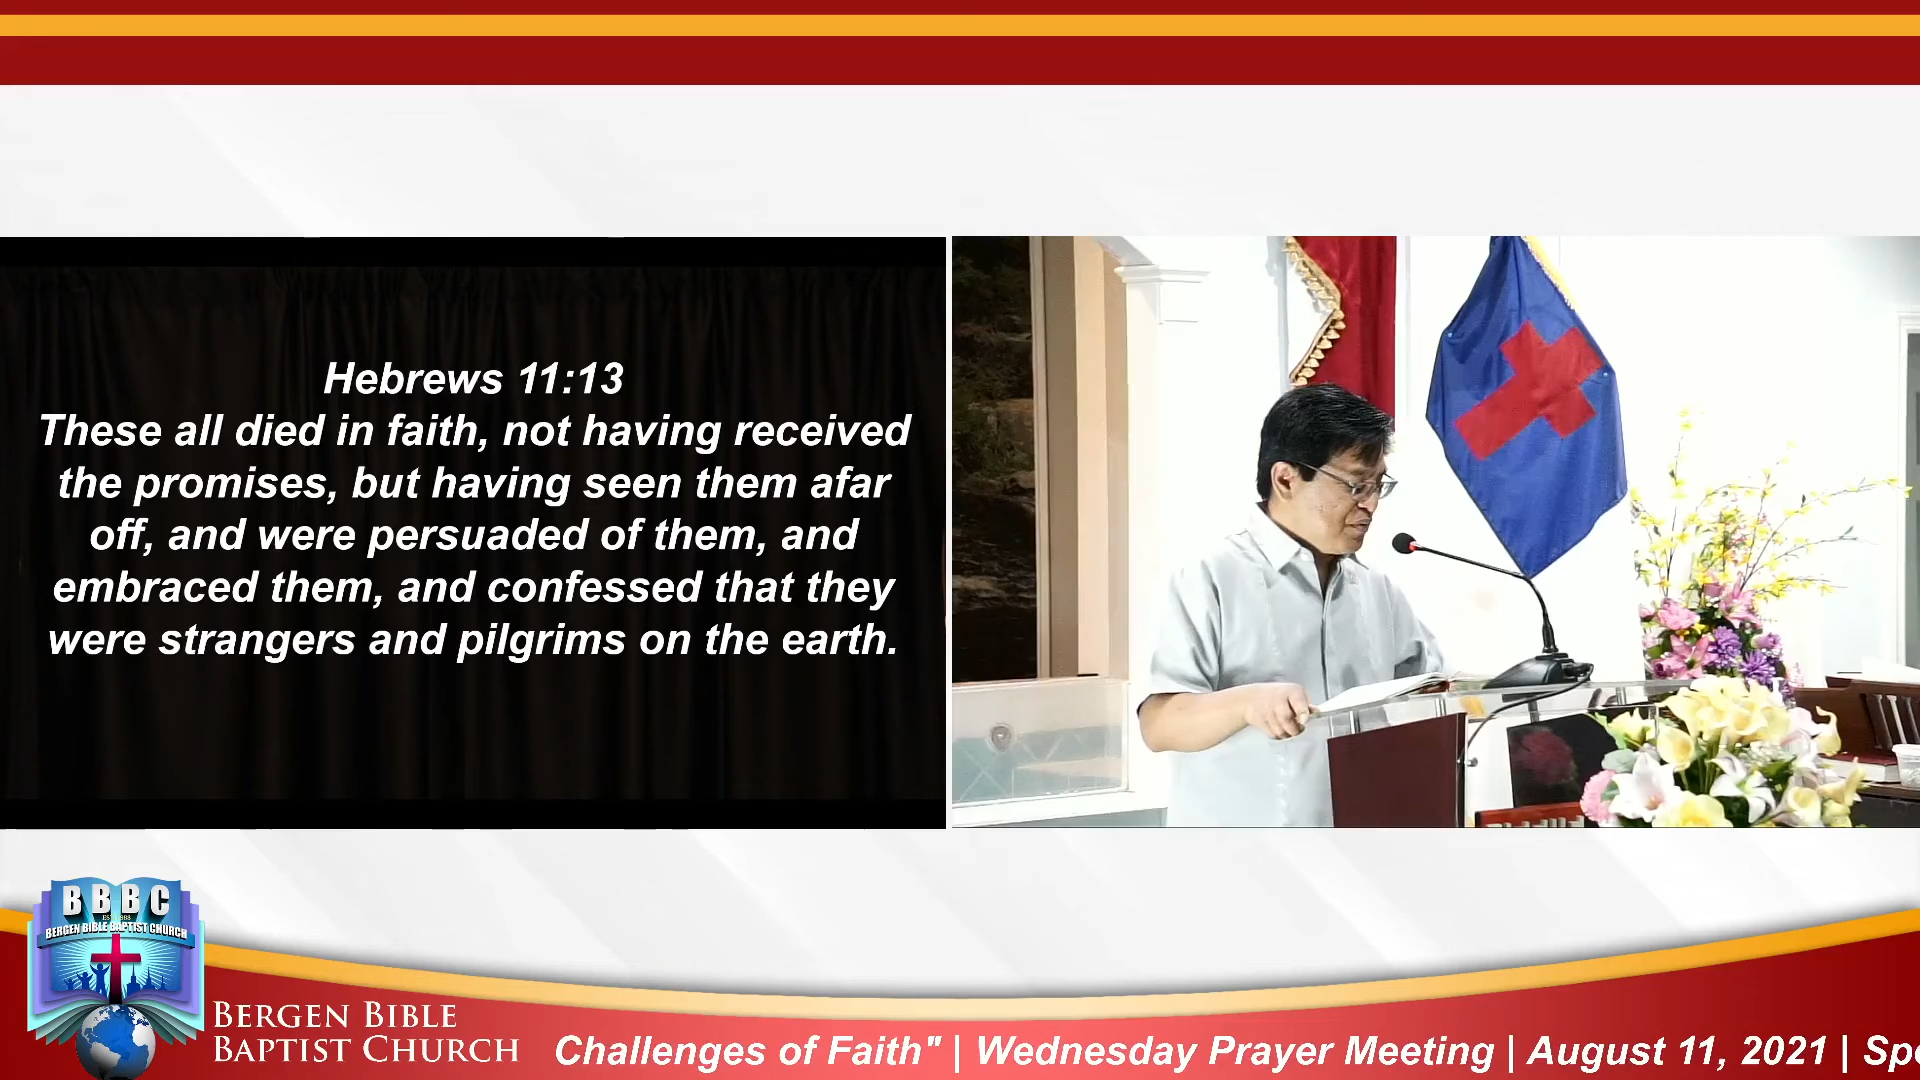 Hebrews 11:13
These all died in faith, not having received
the promises, but having seen them afar
off, and were persuaded of them, and
embraced them, and confessed that they
were strangers and pilgrims on the earth.
B B B C
BERGEN BIBLE BAPTIST CHURCH
BERGEN BIBLE
BAPTIST CHURCH
Challenges of Faith" | Wednesday Prayer Meeting | August 11, 2021 |